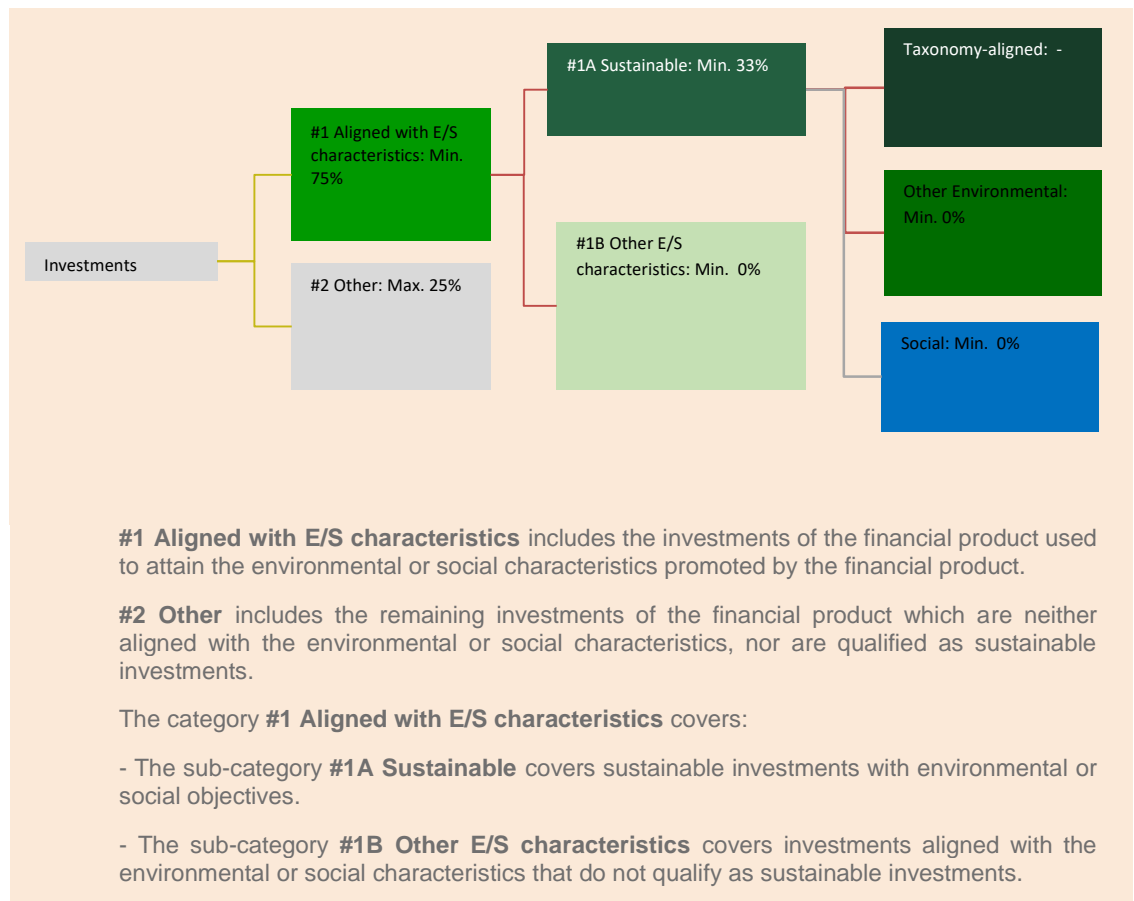 Investments
#1 Aligned with E/S
characteristics: Min.
75%
#2 Other: Max. 25%
#1A Sustainable: Min. 33%
#1B Other E/S
characteristics: Min.  0%
Taxonomy-aligned:  -
Other Environmental:
Min. 0%
Social: Min.  0%
#1 Aligned with E/S characteristics includes the investments of the financial product used
to attain the environmental or social characteristics promoted by the financial product.
#2 Other includes the remaining investments of the financial product which are neither
aligned with the environmental or social characteristics, nor are qualified as sustainable
investments.
The category #1 Aligned with E/S characteristics covers:
- The sub-category #1A Sustainable covers sustainable investments with environmental or
social objectives.
- The sub-category #1B Other E/S characteristics covers investments aligned with the
environmental or social characteristics that do not qualify as sustainable investments.